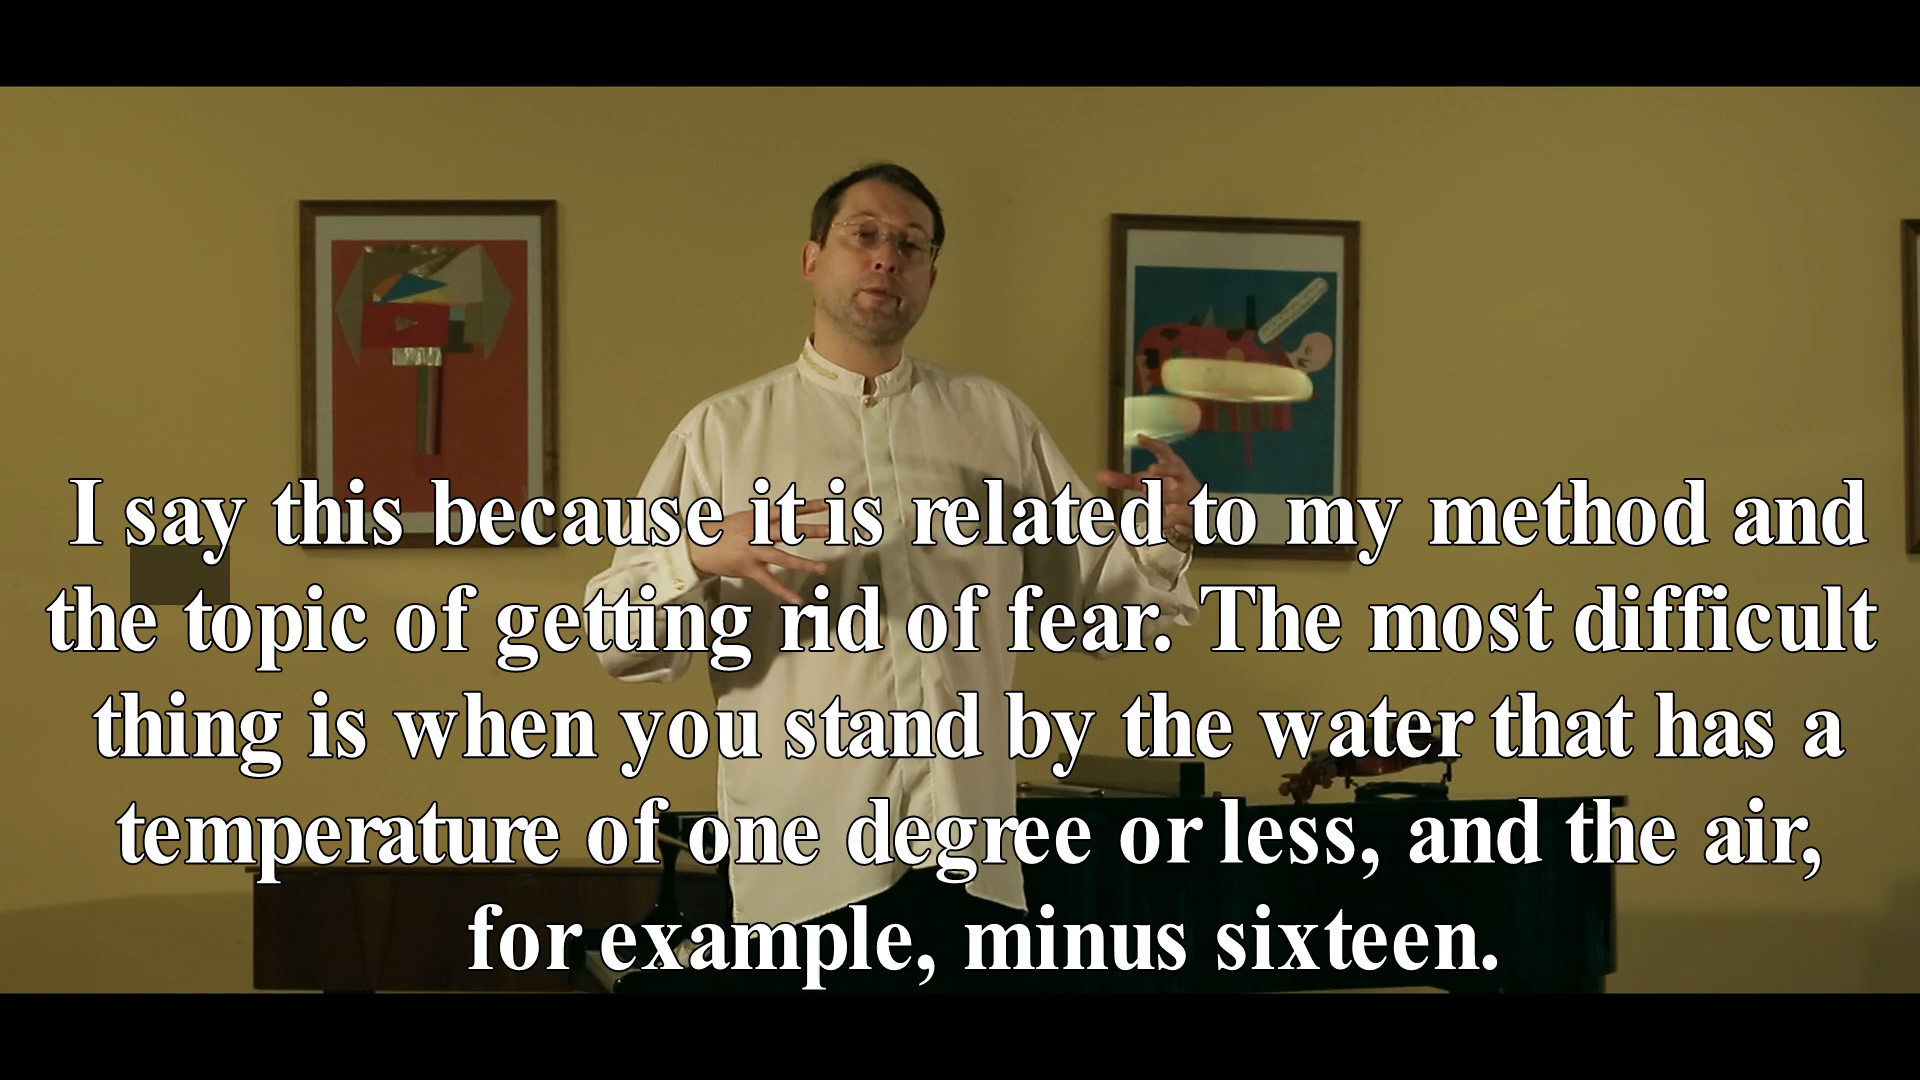 I say this because it is related to my method and
the topic of getting rid of fear. The most difficult
thing is when you stand by the water that has a
temperature of one degree or less, and the air,
for example, minus sixteen.